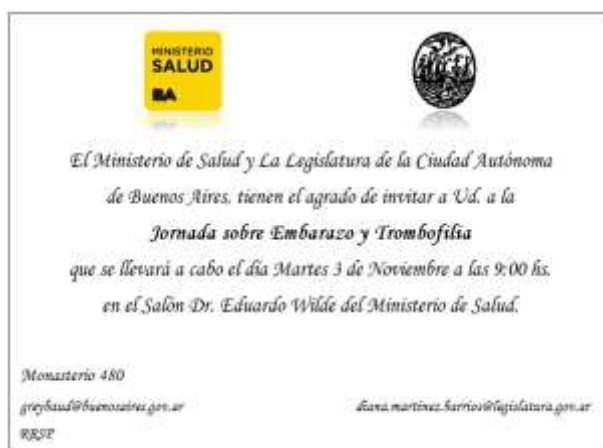 MINISTERIO
SALUD
BA
El Ministerio de Salud y La Legislatura de la Ciudad Autónoma
de Buenos Aires, tienen el agrado de invitar a Ud. a la
Jornada sobre Embarazo y Trombofilia
que se llevará a cabo el día Martes 3 de Noviembre a las 9:00 hs.
en el Salón Dr. Eduardo Wilde del Ministerio de Salud.
Monasterio 480
greybaud@buenosaires.gov.ar
diana.martinez.barrios@legislatura.gov.ar
RRSP